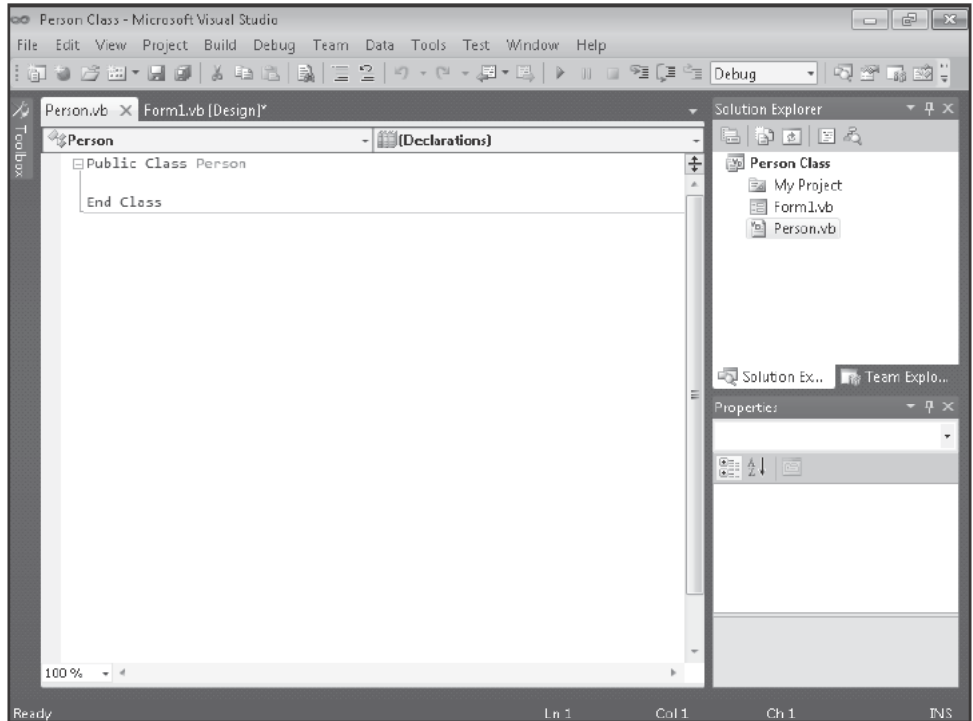 Person Class - Microsoft Visual Studio
File Edit View Project Build Debug Team Data Tools Test Window Help
Debug
Toolbox
Person.vb Form1.vb [Design]*
Person
(Declarations)
Public Class Person
End Class
100 %
Solution Explorer
Person Class
My Project
Form1.vb
Person.vb
Solution Ex... Team Explo...
Properties
Ready Ln 1 Col 1 Ch 1 INS